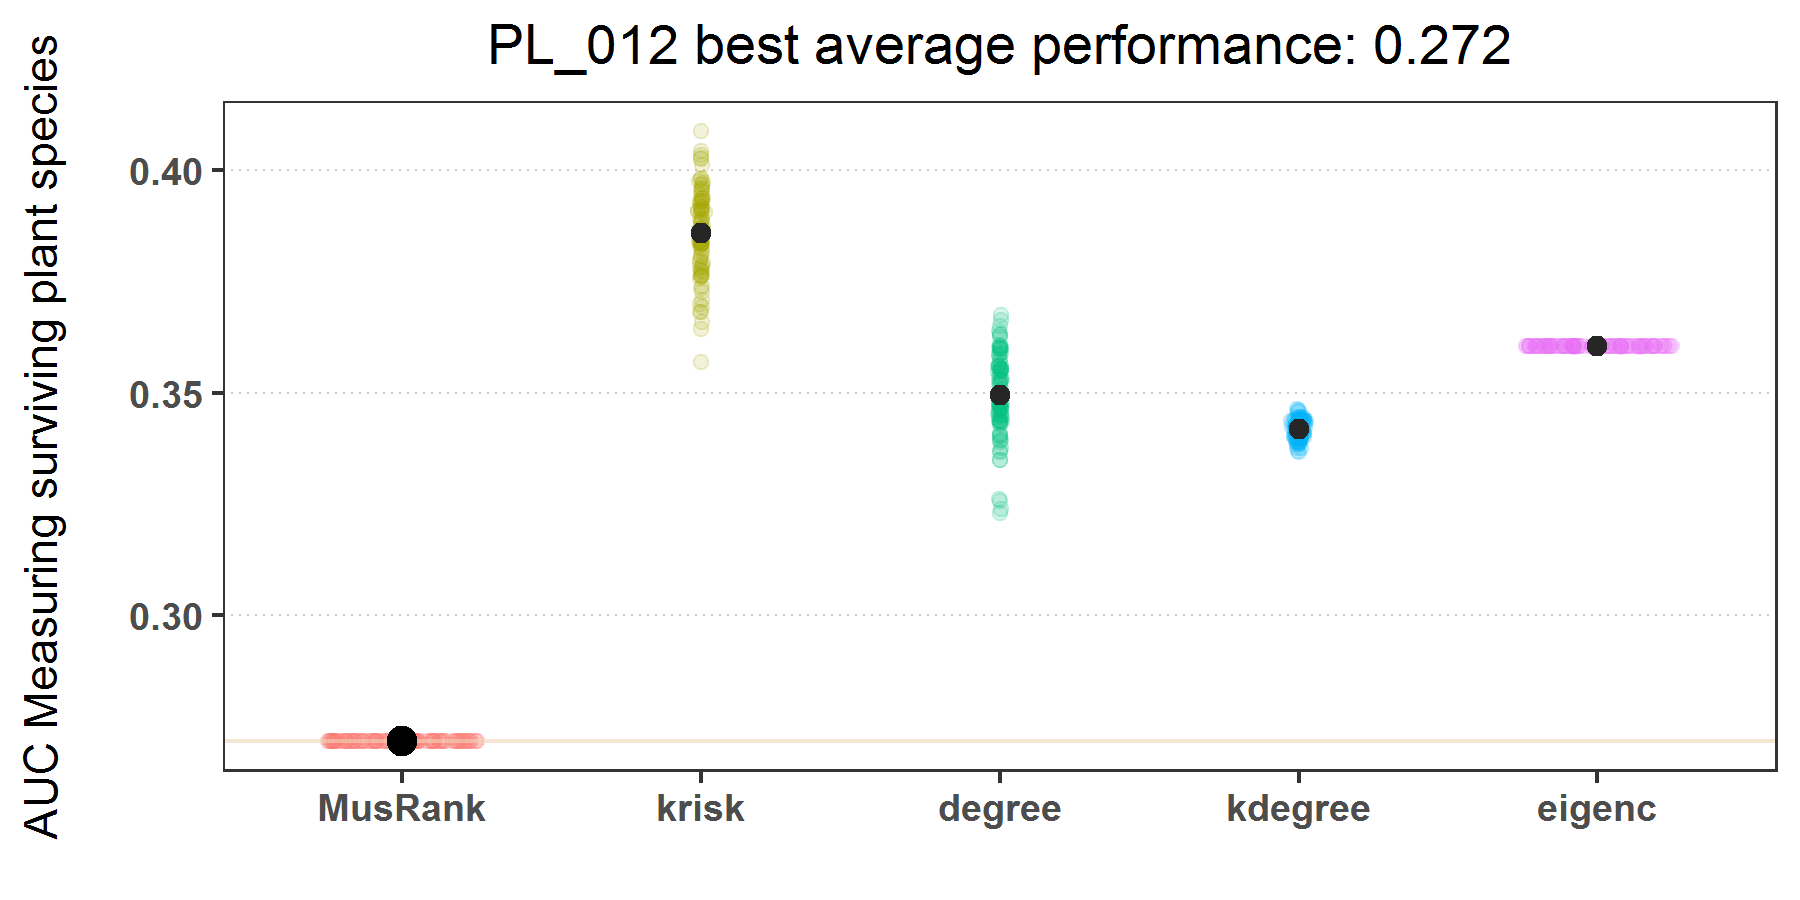 PL_012 best average performance: 0.272
AUC Measuring surviving plant species
0.40
0.35
0.30
MusRank krisk degree kdegree eigenc